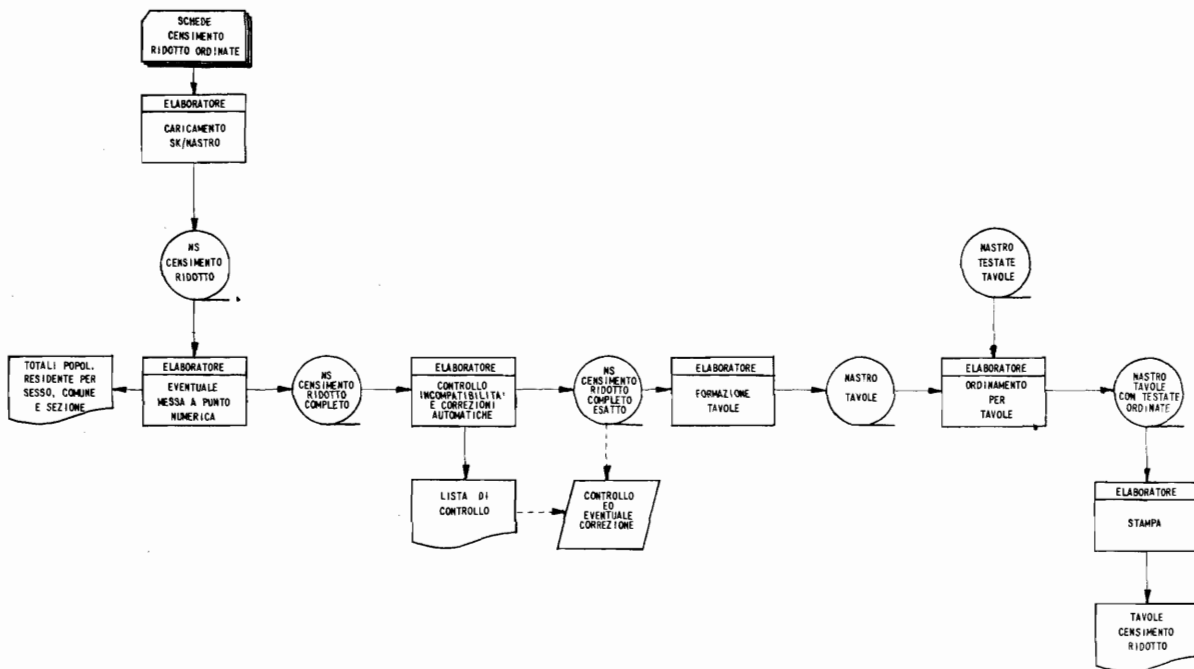 SCHEDE
CENSIMENTO
RIDOTTO ORDINATE
ELABORATORE
CARICAMENTO
SK/NASTRO
NS
CENSIMENTO
RIDOTTO
NASTRO
TESTATE
TAVOLE
TOTALI POPOL.
RESIDENTE PER
SESSO, COMUNE
E SEZIONE
ELABORATORE
EVENTUALE
MESSA A PUNTO
NUMERICA
NS
CENSIMENTO
RIDOTTO
COMPLETO
ELABORATORE
CONTROLLO
INCOMPATIBILITA'
E CORREZIONI
AUTOMATICHE
NS
CENSIMENTO
RIDOTTO
COMPLETO
ESATTO
ELABORATORE
FORMAZIONE
TAVOLE
NASTRO
TAVOLE
ELABORATORE
ORDINAMENTO
PER
TAVOLE
NASTRO
TAVOLE
CON TESTATE
ORDINATE
LISTA DI
CONTROLLO
CONTROLLO
ED
EVENTUALE
CORREZIONE
ELABORATORE
STAMPA
TAVOLE
CENSIMENTO
RIDOTTO